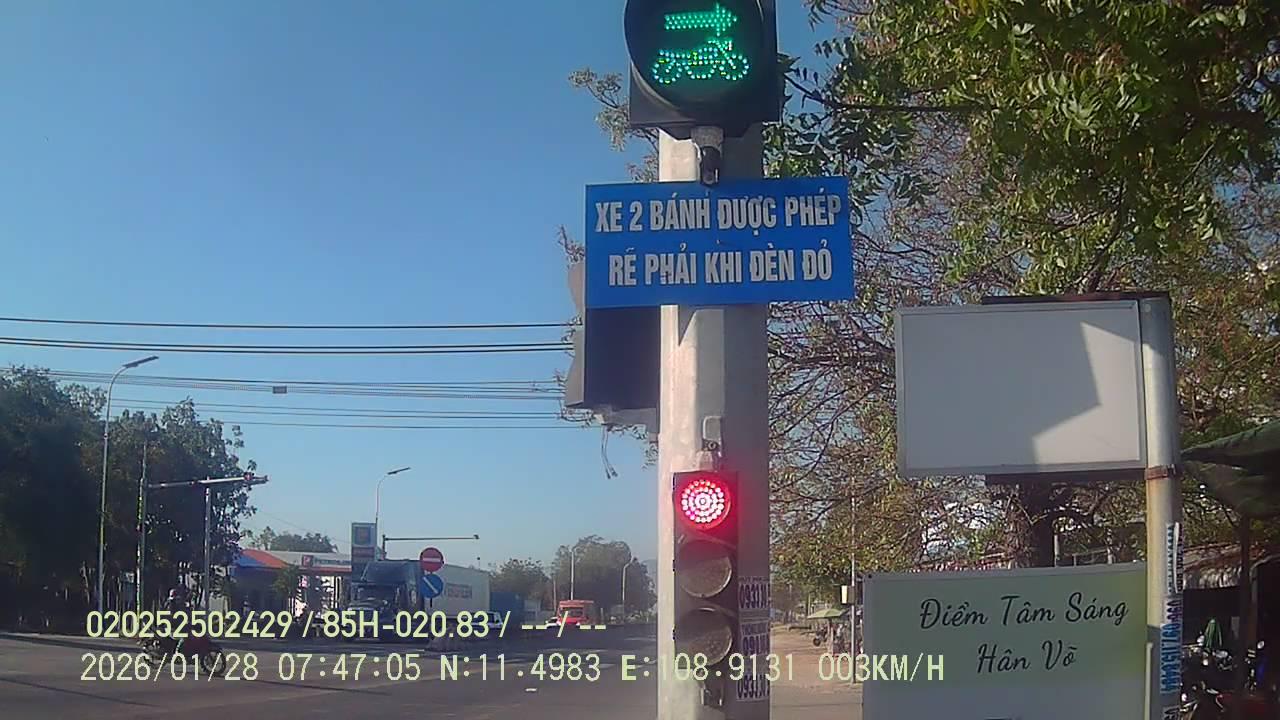 XE 2 BÁNH ĐƯỢC PHÉP
RẼ PHẢI KHI ĐÈN ĐỎ
Điểm Tâm Sáng
Hân Võ
020252502429 / 85H-020.83 / -- / --
2026/01/28 07:47:05 N:11.4983 E:108.9131 003KM/H